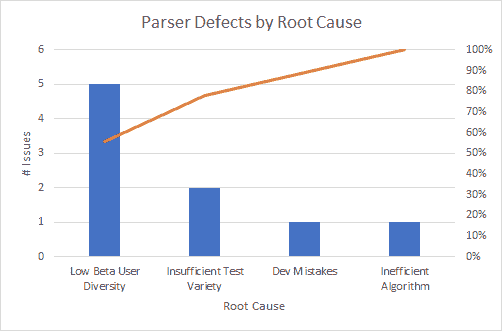 Parser Defects by Root Cause
6
5
4
3
2
1
0
# Issues
100%
90%
80%
70%
60%
50%
40%
30%
20%
10%
0%
Low Beta User
Diversity
Insufficient Test
Variety
Dev Mistakes
Inefficient
Algorithm
Root Cause